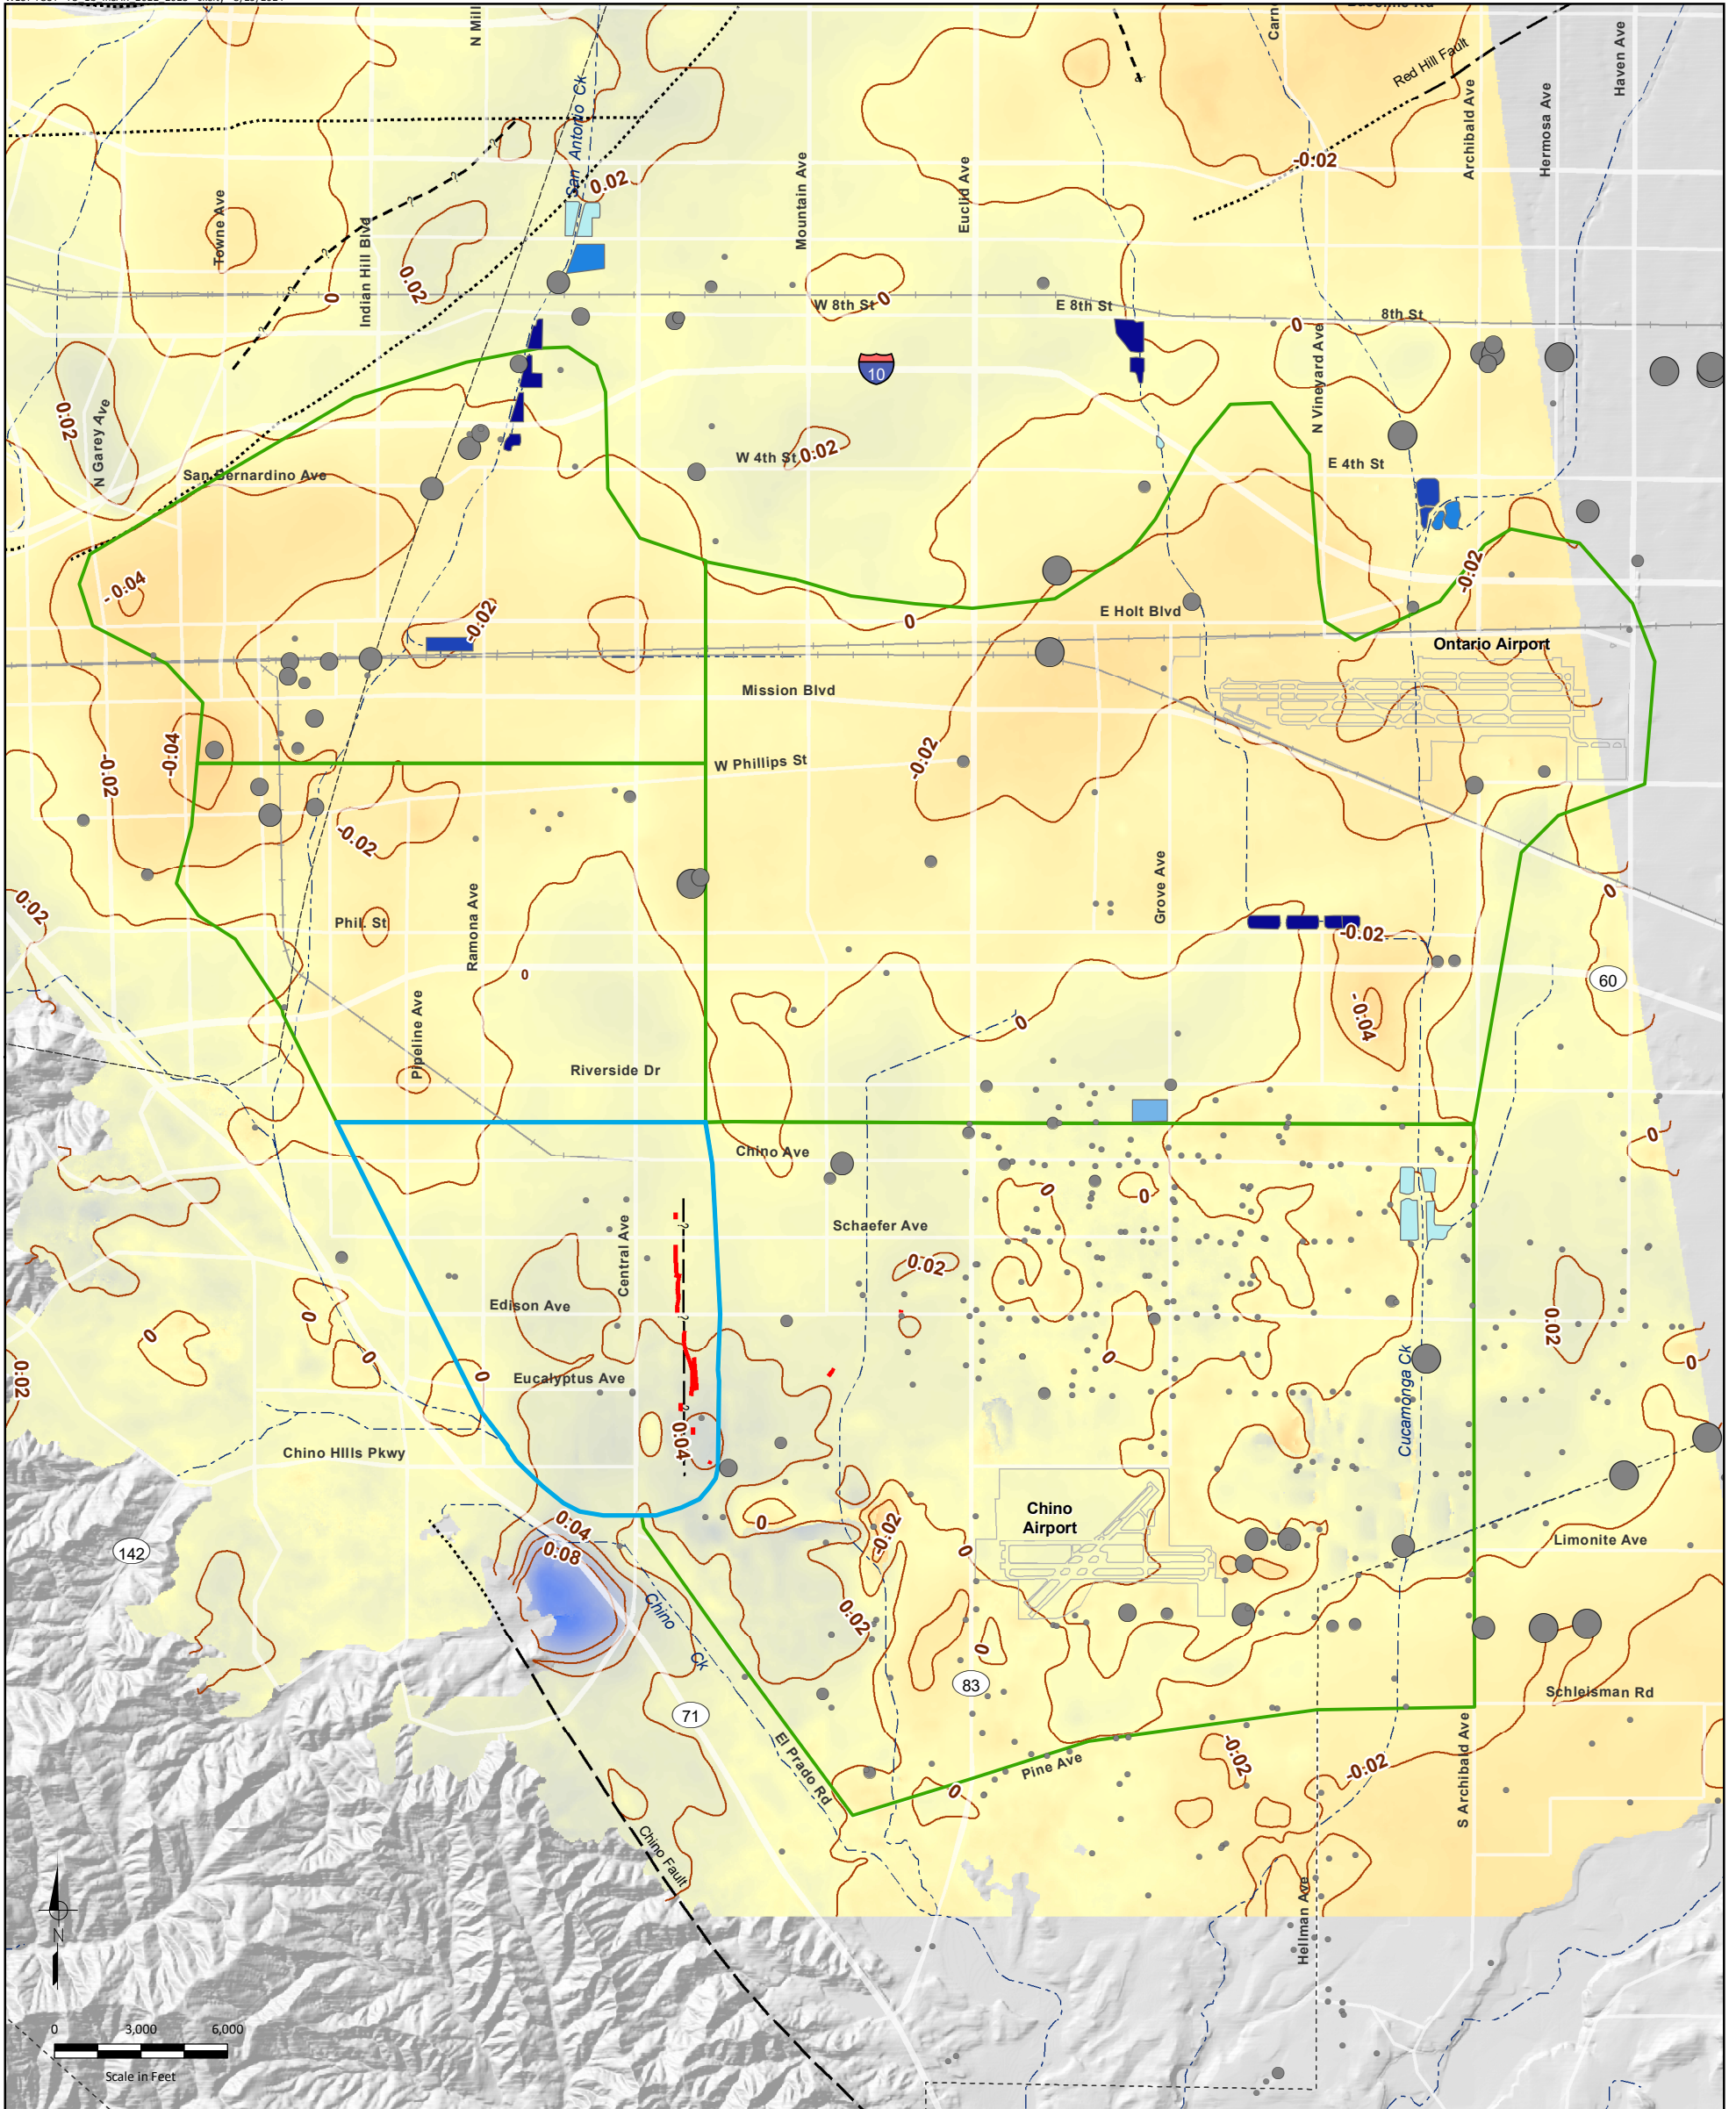 N Mill
San Antonio Ck
Carn
Red Hill Fault
Archibald Ave
Hermosa Ave
Haven Ave
-0.02
0.02
Towne Ave
Indian Hill Blvd
Mountain Ave
Euclid Ave
?
?
?
?
?
0
0.02
W 8th St
0
E 8th St
0
8th St
10
N Vineyard Ave
0.02
N Garey Ave
San Bernardino Ave
W 4th St
0.02
E 4th St
-0.04
-0.02
-0.02
E Holt Blvd
0
Ontario Airport
Mission Blvd
-0.04
-0.02
-0.02
W Phillips St
-0.02
Grove Ave
0.02
Phil. St
Ramona Ave
0
-0.02
0
60
-0.04
0
Pipeline Ave
Riverside Dr
Chino Ave
0
0
0
Schaefer Ave
Central Ave
?
0.02
Edison Ave
?
0
0
0.02
0
0
0
0.02
0
Eucalyptus Ave
?
Cucamonga Ck
Chino HIlls Pkwy
0.04
Chino
Airport
0.04
0
-0.02
0
Limonite Ave
142
0.08
Chino
Ck
0.02
0
83
Schleisman Rd
71
El Prado Rd
Pine Ave
-0.02
-0.02
0
S Archibald Ave
Chino Fault
Hellman Ave
N
0
3,000
6,000
Scale in Feet